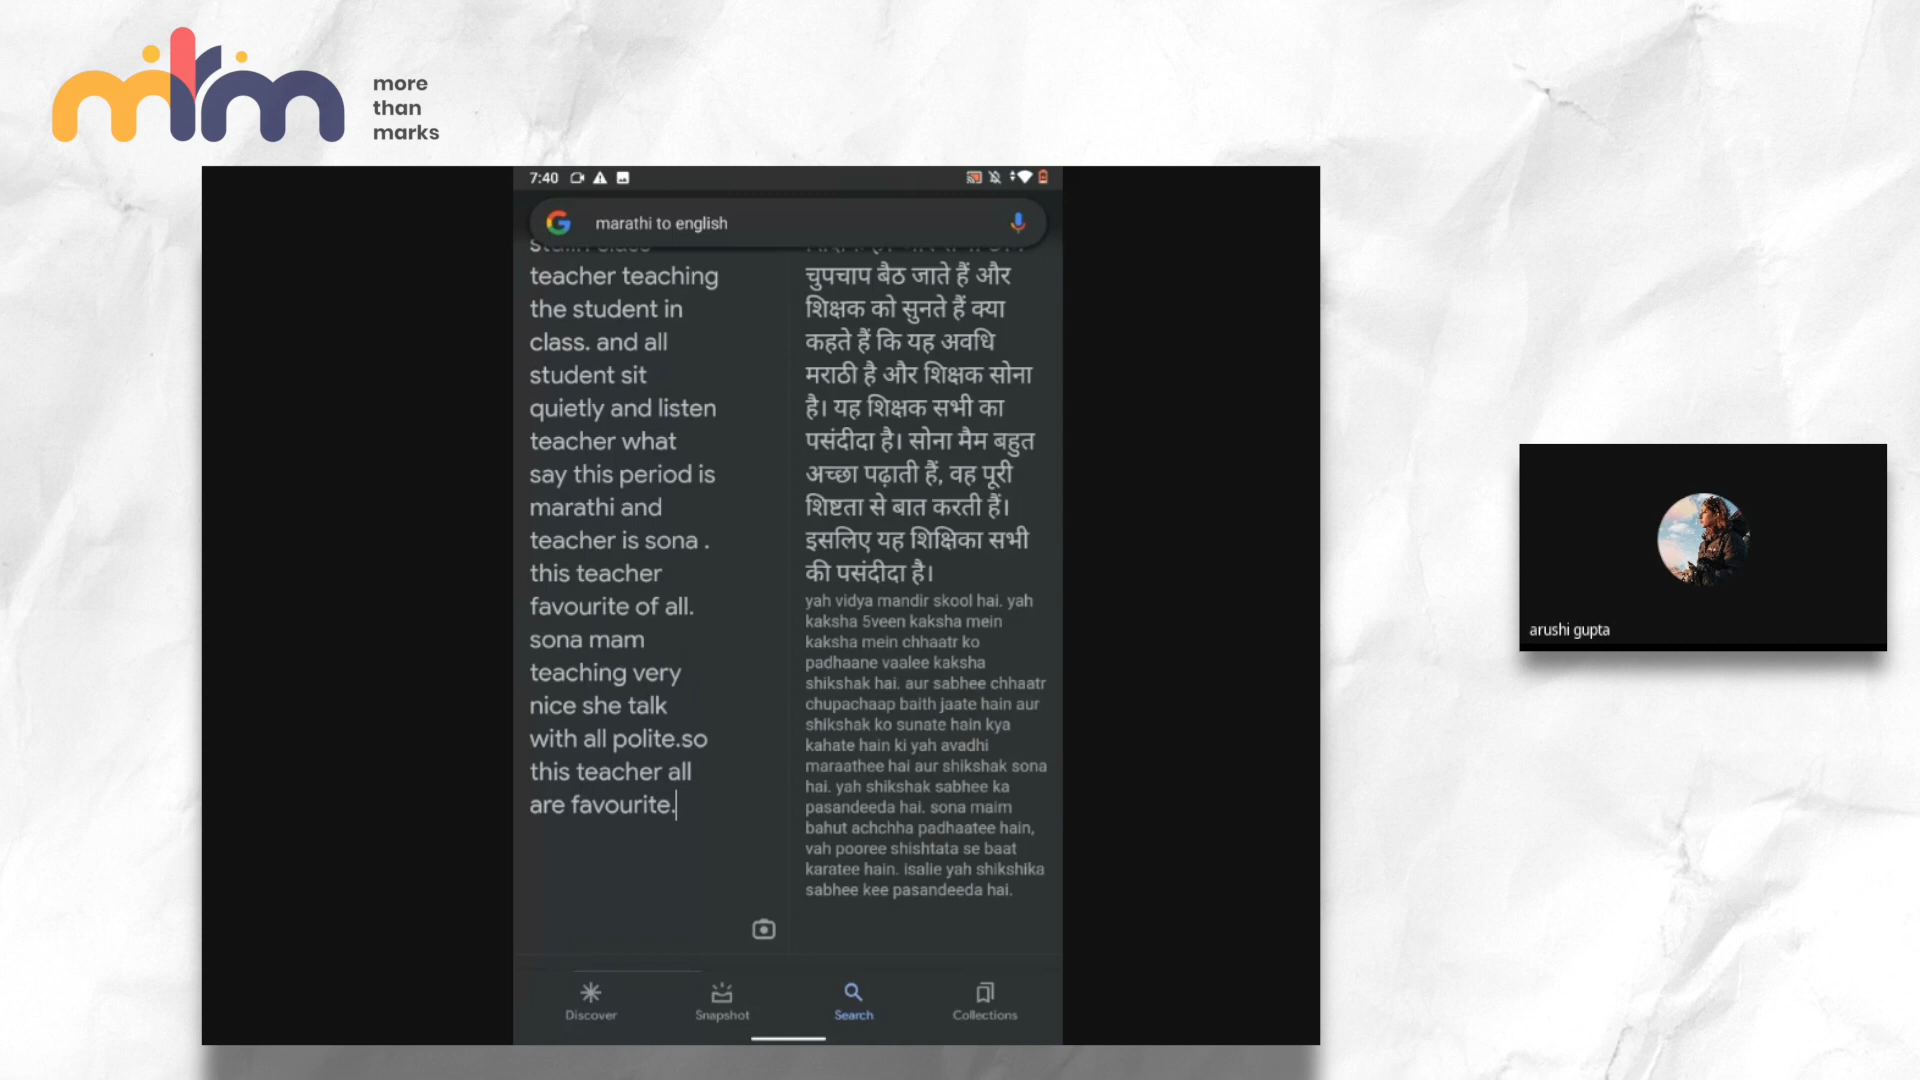 more
than
marks
7:40
marathi to english
teacher teaching
the student in
class. and all
student sit
quietly and listen
teacher what
say this period is
marathi and
teacher is sona .
this teacher
favourite of all.
sona mam
teaching very
nice she talk
with all polite.so
this teacher all
are favourite.
चुपचाप बैठ जाते हैं और
शिक्षक को सुनते हैं क्या
कहते हैं कि यह अवधि
मराठी है और शिक्षक सोना
है। यह शिक्षक सभी का
पसंदीदा है। सोना मैम बहुत
अच्छा पढ़ाती हैं, वह पूरी
शिष्टता से बात करती हैं।
इसलिए यह शिक्षिका सभी
की पसंदीदा है।
yah vidya mandir skool hai. yah
kaksha 5veen kaksha mein
kaksha mein chhaatr ko
padhaane vaalee kaksha
shikshak hai. aur sabhee chhaatr
chupachaap baith jaate hain aur
shikshak ko sunate hain kya
kahate hain ki yah avadhi
maraathee hai aur shikshak sona
hai. yah shikshak sabhee ka
pasandeeda hai. sona maim
bahut achchha padhaatee hain,
vah pooree shishtata se baat
karatee hain. isalie yah shikshika
sabhee kee pasandeeda hai.
Discover
Snapshot
Search
Collections
arushi gupta